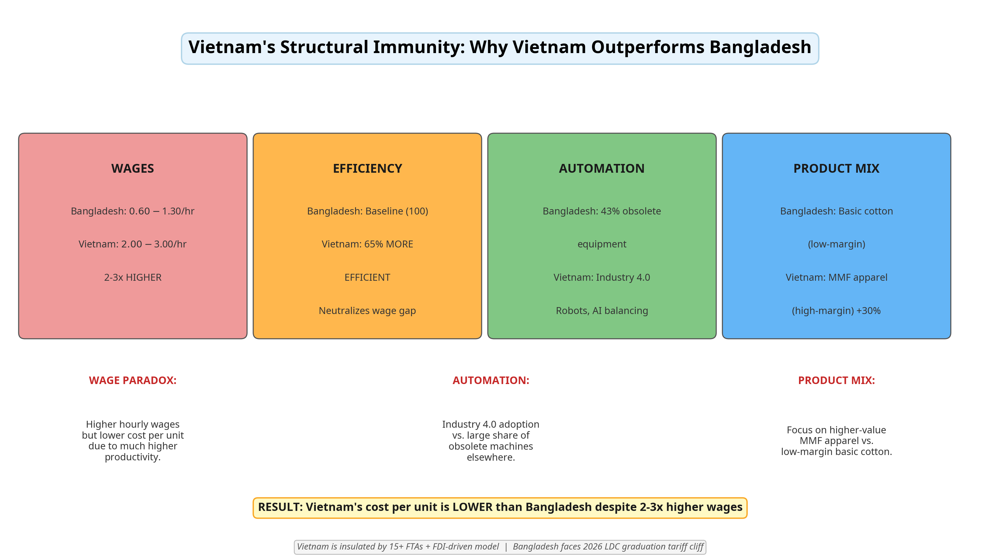 Vietnam's Structural Immunity: Why Vietnam Outperforms Bangladesh
WAGES
Bangladesh: 0.60 − 1.30/hr
Vietnam: 2.00 − 3.00/hr
2-3x HIGHER
EFFICIENCY
Bangladesh: Baseline (100)
Vietnam: 65% MORE
EFFICIENT
Neutralizes wage gap
AUTOMATION
Bangladesh: 43% obsolete
equipment
Vietnam: Industry 4.0
Robots, AI balancing
PRODUCT MIX
Bangladesh: Basic cotton
(low-margin)
Vietnam: MMF apparel
(high-margin) +30%
WAGE PARADOX:
Higher hourly wages
but lower cost per unit
due to much higher
productivity.
AUTOMATION:
Industry 4.0 adoption
vs. large share of
obsolete machines
elsewhere.
PRODUCT MIX:
Focus on higher-value
MMF apparel vs.
low-margin basic cotton.
RESULT: Vietnam's cost per unit is LOWER than Bangladesh despite 2-3x higher wages
Vietnam is insulated by 15+ FTAs + FDI-driven model | Bangladesh faces 2026 LDC graduation tariff cliff